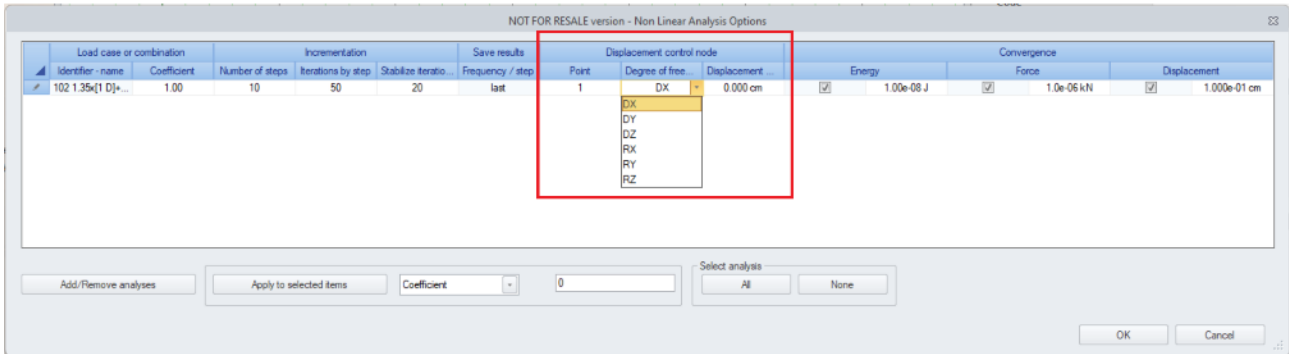 NOT FOR RESALE version - Non Linear Analysis Options
Load case or combination Incrementation Save results Displacement control node Convergence
Identifier - name Coefficient Number of steps Iterations by step Stabilize iteratio... Frequency / step Point Degree of free... Displacement ... Energy Force Displacement
102 1.35x[1 D]+... 1.00 10 50 20 last 1 DX 0.000 cm 1.00e-08 J 1.0e-06 kN 1.000e-01 cm
DX
DY
DZ
RX
RY
RZ
Select analysis
Add/Remove analyses Apply to selected items Coefficient 0 All None
OK Cancel